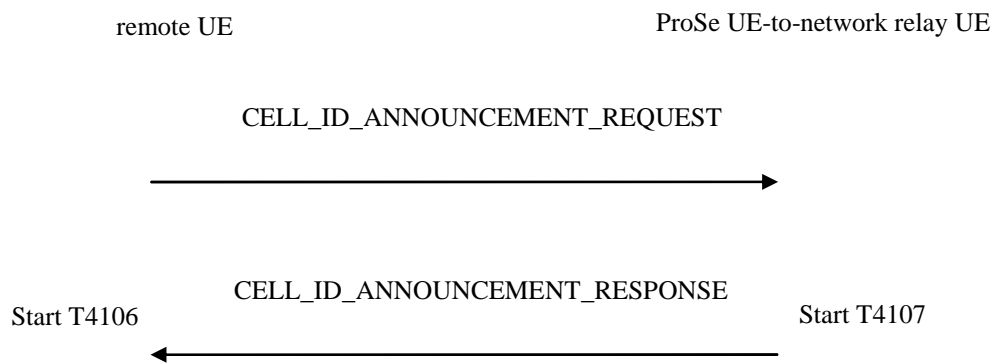 remote UE
ProSe UE-to-network relay UE
CELL_ID_ANNOUNCEMENT_REQUEST
CELL_ID_ANNOUNCEMENT_RESPONSE
Start T4106
Start T4107